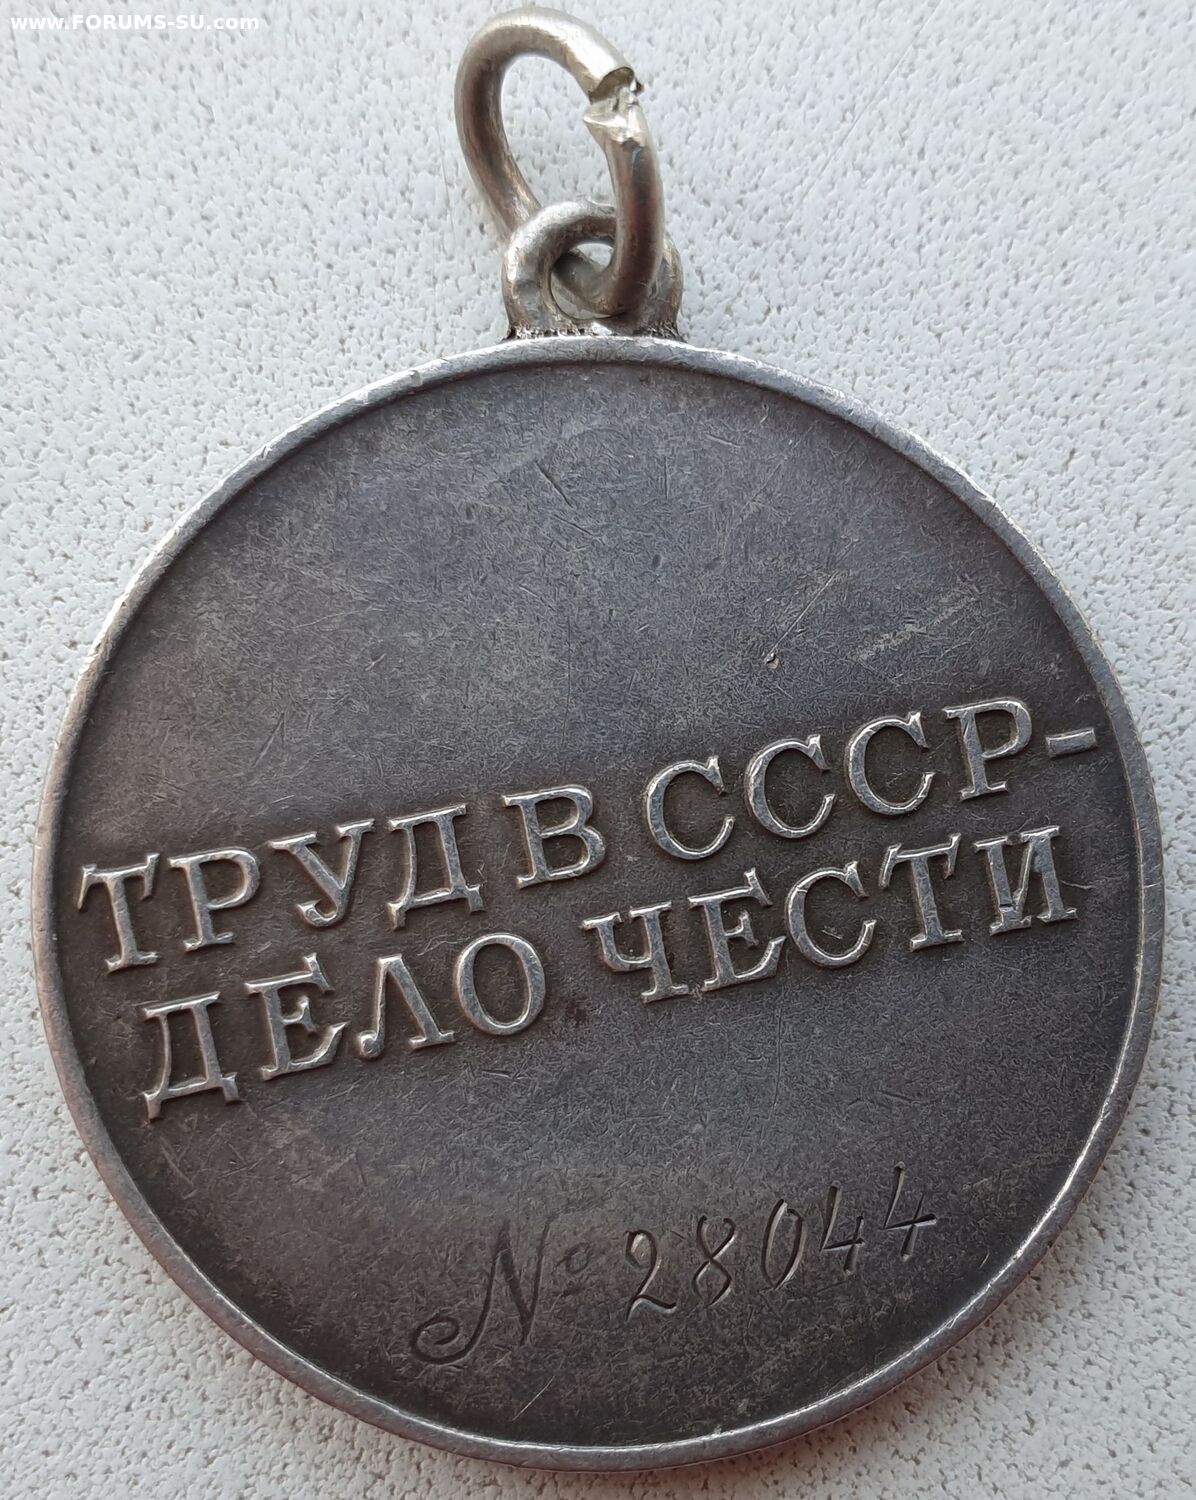 www.FORUMS-SU.com
ТРУД В СССР-
ДЕЛО ЧЕСТИ
№ 28044